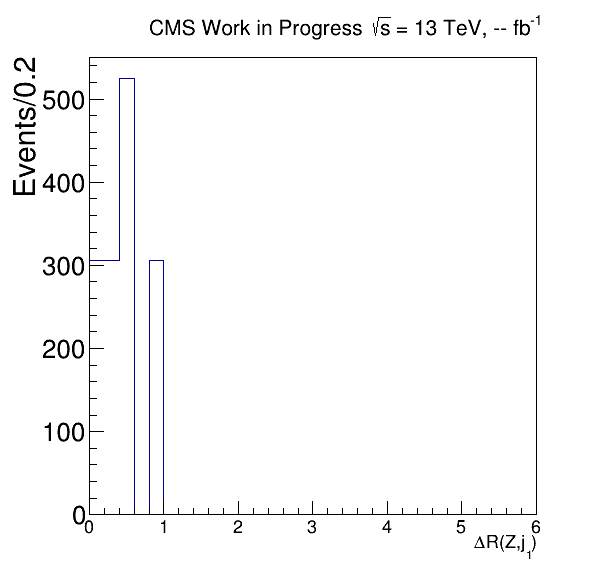 CMS Work in Progress √s = 13 TeV, -- fb⁻¹
Events/0.2
500
400
300
200
100
0
0 1 2 3 4 5 6
ΔR(Z,j₁)